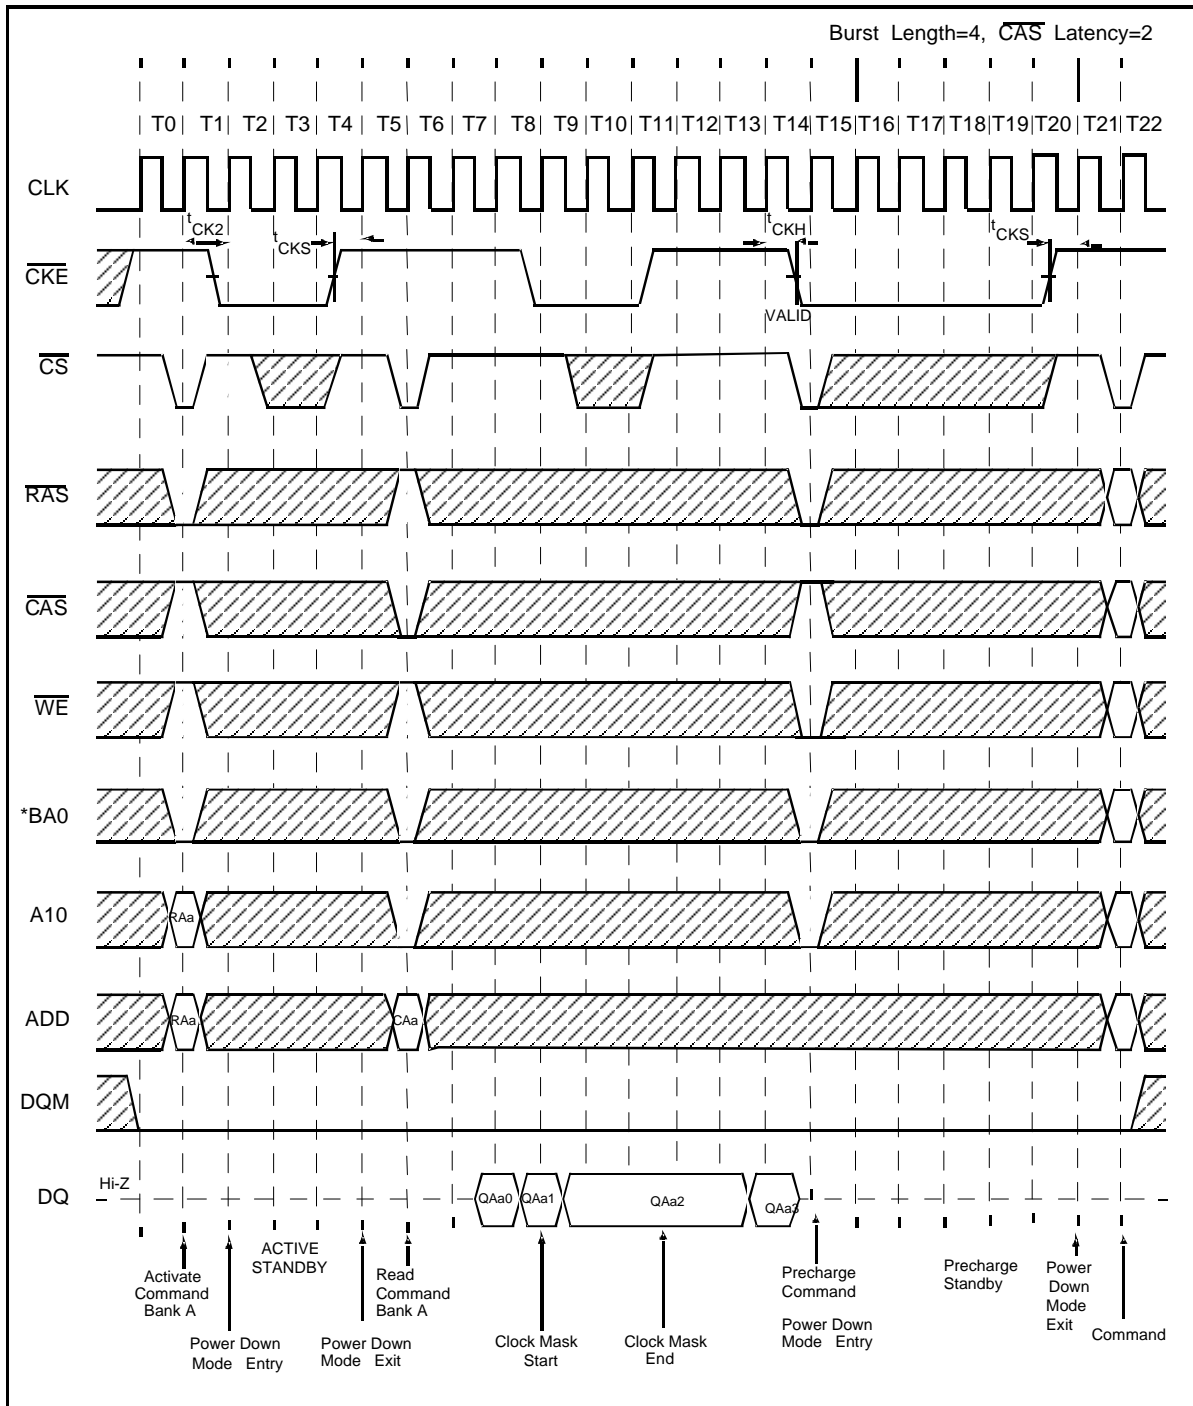 Burst Length=4, CAS Latency=2
T0 T1 T2 T3 T4 T5 T6 T7 T8 T9 T10 T11 T12 T13 T14 T15 T16 T17 T18 T19 T20 T21 T22
CLK
tCK2
tCKS
tCKH
tCKS
CKE
VALID
CS
RAS
CAS
WE
*BA0
A10
RAa
ADD
RAa
CAa
DQM
Hi-Z
DQ
QAa0
QAa1
QAa2
QAa3
Activate
Command
Bank A
Power Down
Mode Entry
ACTIVE
STANDBY
Power Down
Mode Exit
Read
Command
Bank A
Clock Mask
Start
Clock Mask
End
Precharge
Command
Power Down
Mode Entry
Precharge
Standby
Power
Down
Mode
Exit
Command